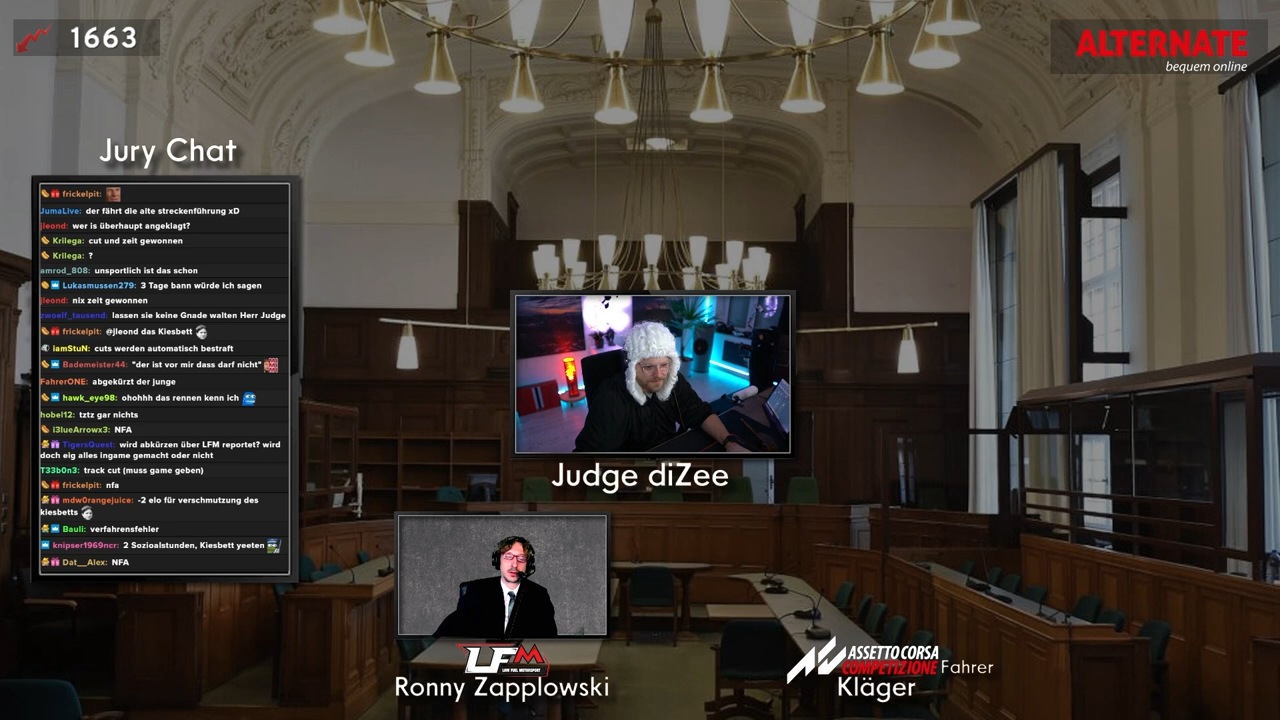 1663
ALTERNATE
bequem online
Jury Chat
frickelpit:
JumaLive: der fährt die alte streckenführung xD
jleond: wer is überhaupt angeklagt?
Krilega: cut und zeit gewonnen
Krilega: ?
amrod_808: unsportlich ist das schon
Lukasmussen279: 3 Tage bann würde ich sagen
jleond: nix zeit gewonnen
zwoelf_tausend: lassen sie keine Gnade walten Herr Judge
frickelpit: @jleond das Kiesbett
iamStuN: cuts werden automatisch bestraft
Bademeister44: "der ist vor mir dass darf nicht"
FahrerONE: abgekürzt der junge
hawk_eye98: ohohhh das rennen kenn ich
hobel12: tztz gar nichts
l3lueArrowx3: NFA
TigersQuest: wird abkürzen über LFM reportet? wird
doch eig alles ingame gemacht oder nicht
T33b0n3: track cut (muss game geben)
frickelpit: nfa
mdw0rangejuice: -2 elo für verschmutzung des
kiesbetts
Bauli: verfahrensfehler
knipser1969ncr: 2 Sozioalstunden, Kiesbett yeeten
Dat__Alex: NFA
Judge diZee
LFM
LOW FUEL MOTORSPORT
Ronny Zapplowski
ASSETTO CORSA
COMPETIZIONE Fahrer
Kläger